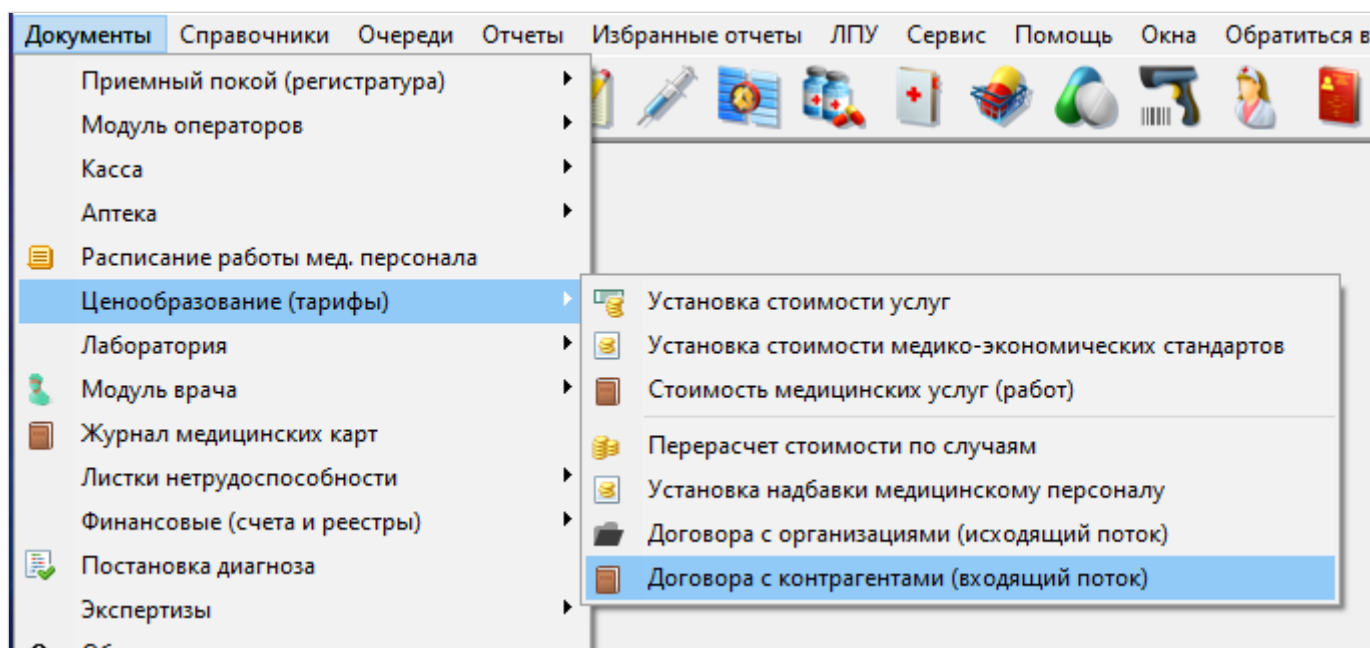 Документы Справочники Очереди Отчеты Избранные отчеты ЛПУ Сервис Помощь Окна Обратиться в
Приемный покой (регистратура)
Модуль операторов
Касса
Аптека
Расписание работы мед. персонала
Ценообразование (тарифы)
Лаборатория
Модуль врача
Журнал медицинских карт
Листки нетрудоспособности
Финансовые (счета и реестры)
Постановка диагноза
Экспертизы
Установка стоимости услуг
Установка стоимости медико-экономических стандартов
Стоимость медицинских услуг (работ)
Перерасчет стоимости по случаям
Установка надбавки медицинскому персоналу
Договора с организациями (исходящий поток)
Договора с контрагентами (входящий поток)